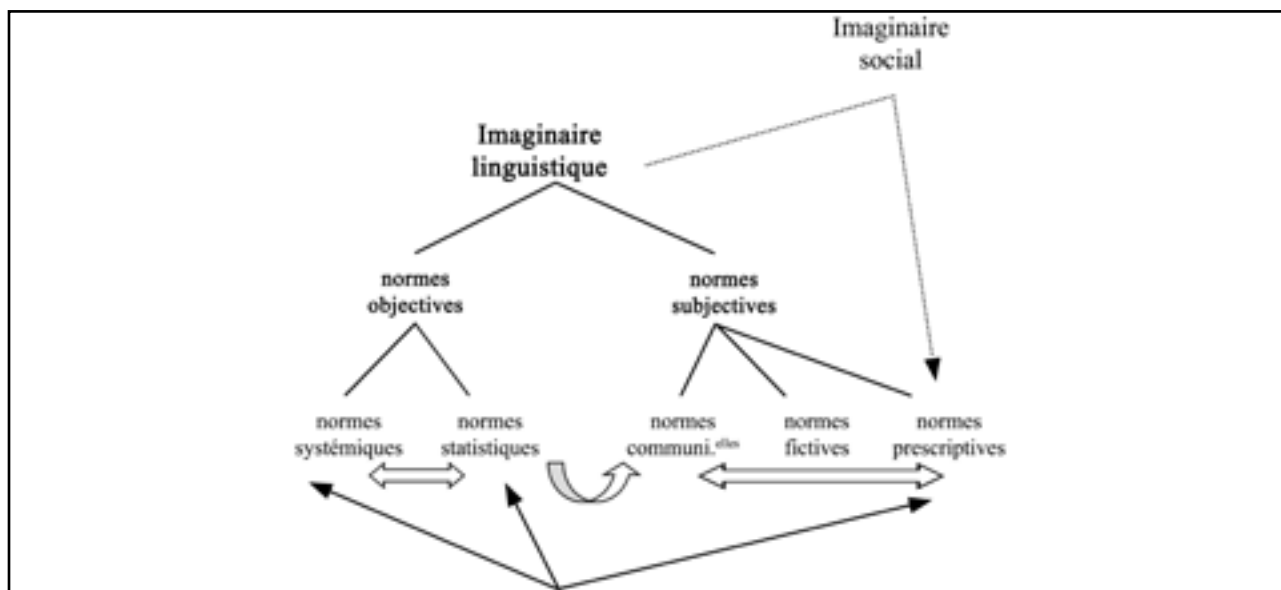 Imaginaire
social
Imaginaire
linguistique
normes
objectives
normes
subjectives
normes
systémiques
normes
statistiques
normes
communi.elles
normes
fictives
normes
prescriptives